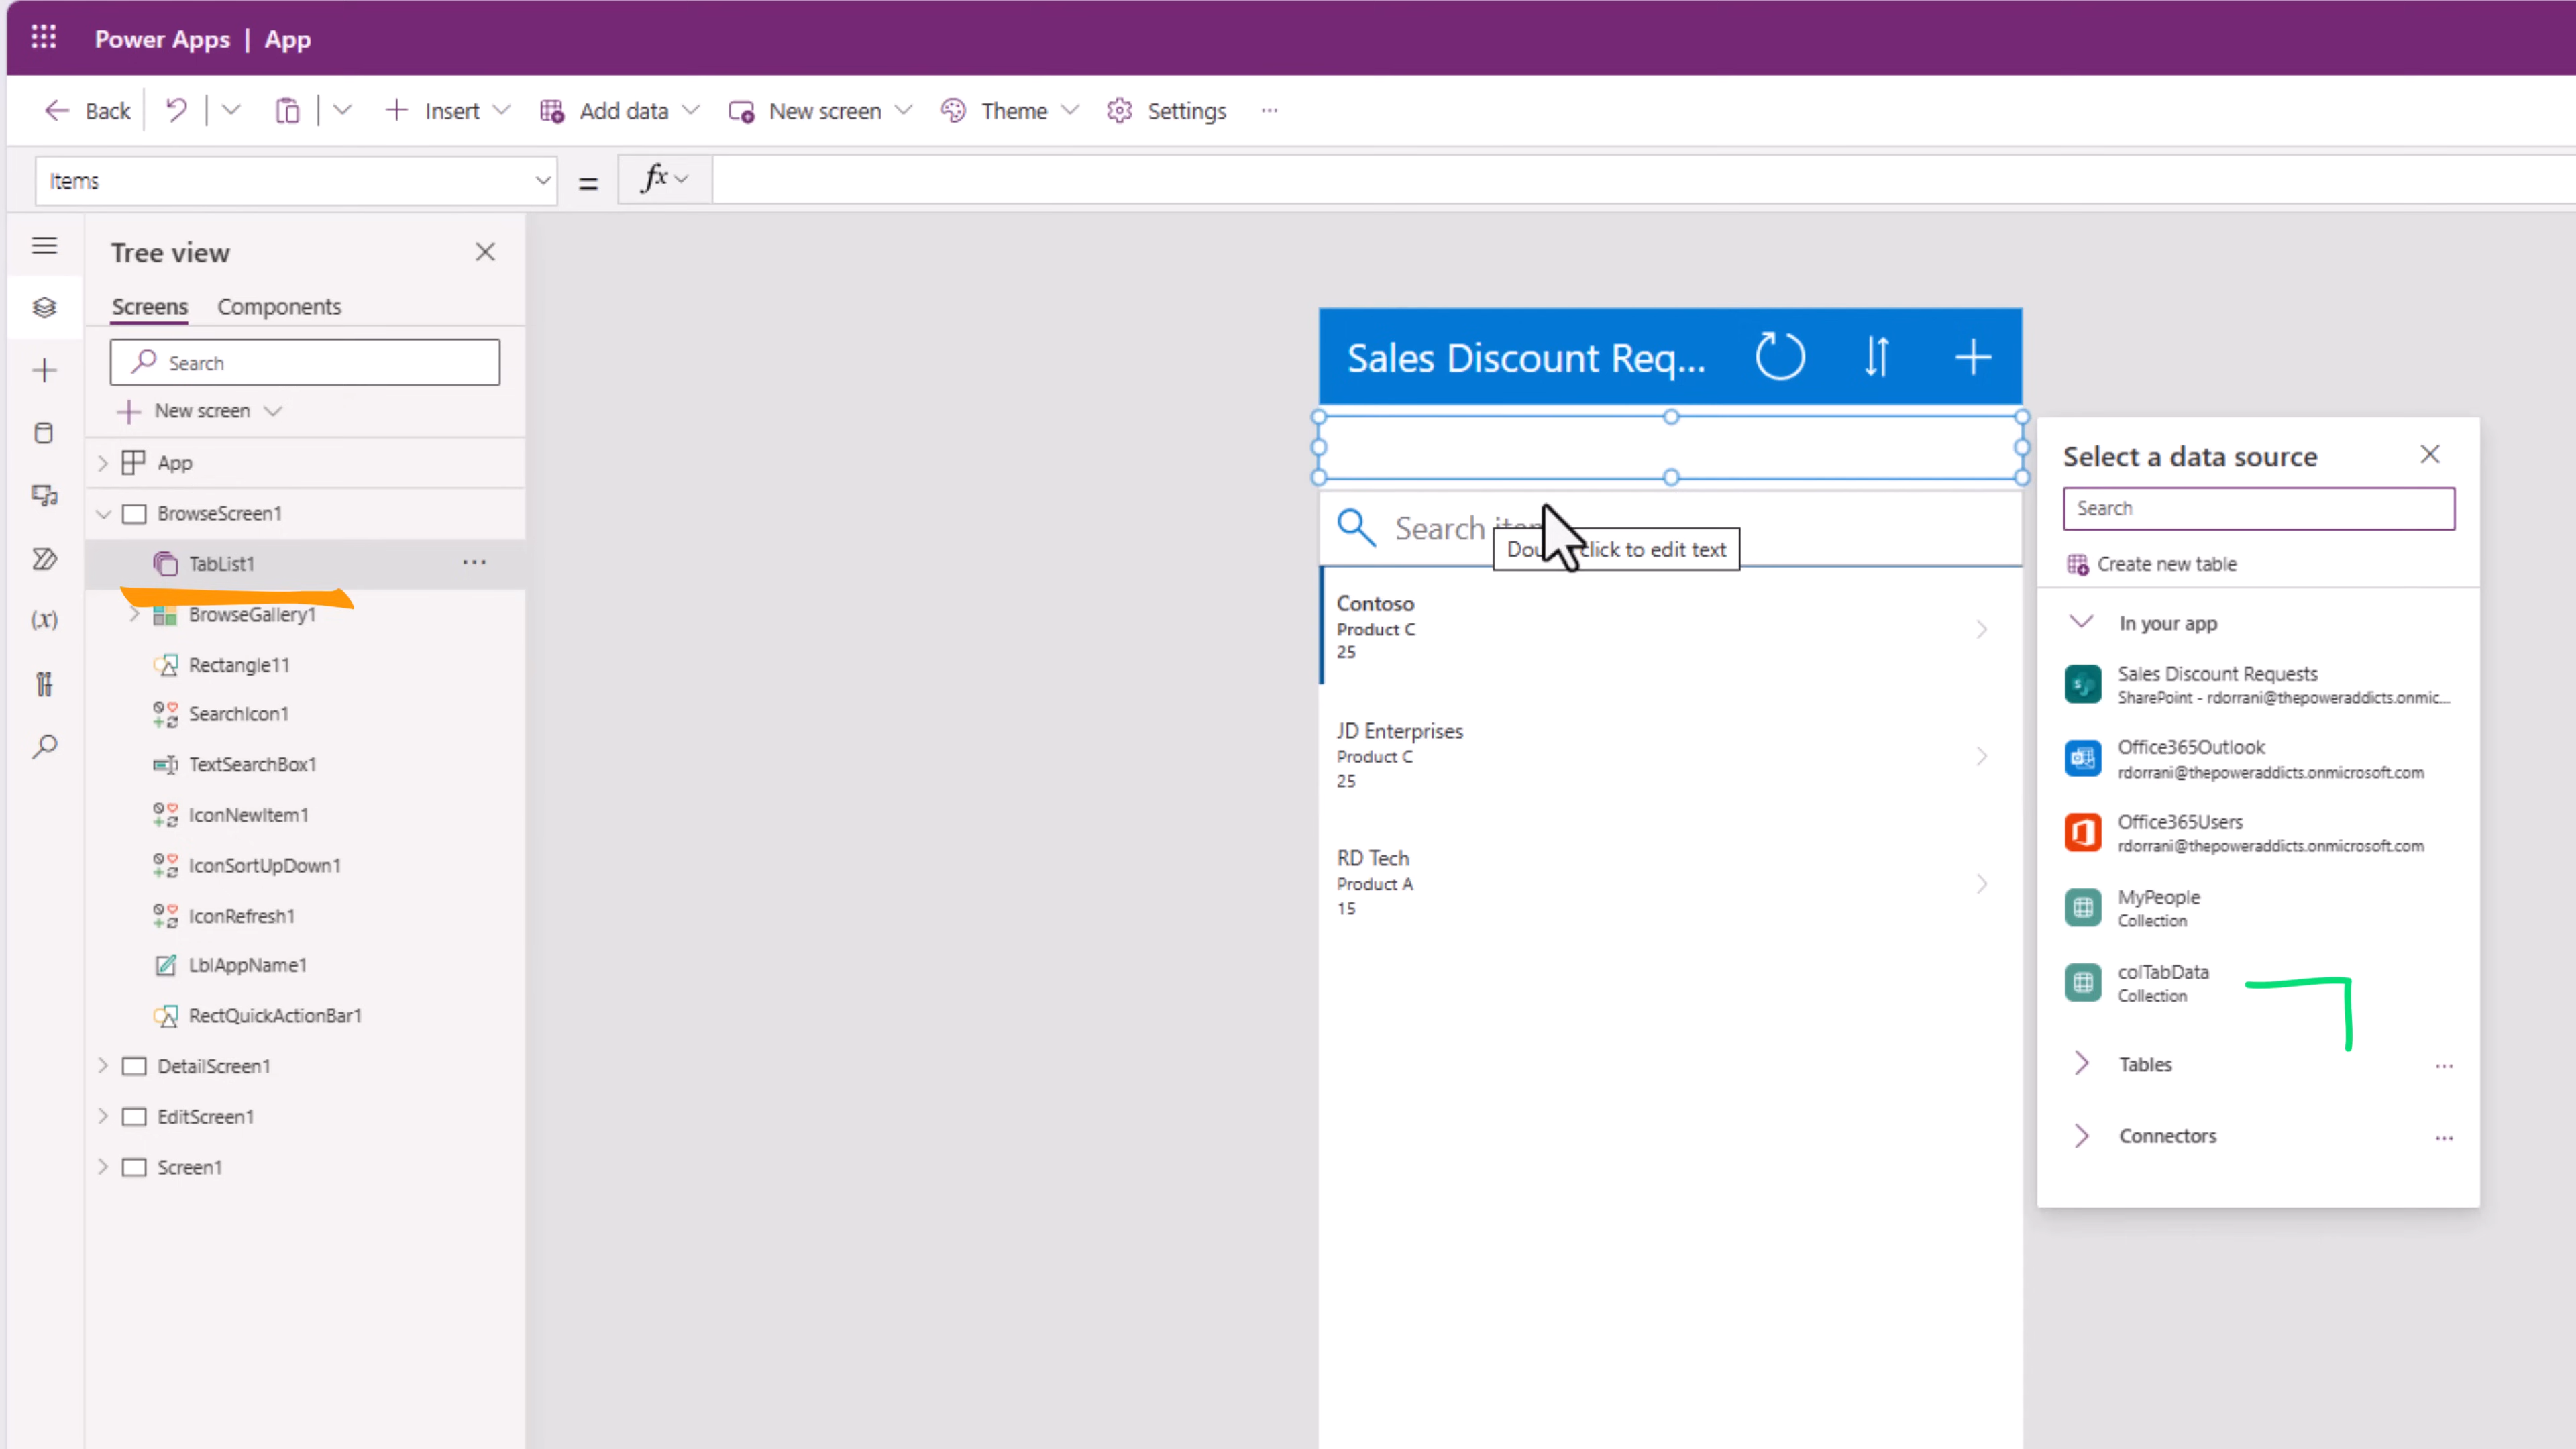 Power Apps | App
Back
Insert
Add data
New screen
Theme
Settings
...
Items
=
fx
Tree view
Screens
Components
Search
New screen
App
BrowseScreen1
TabList1
...
BrowseGallery1
Rectangle11
SearchIcon1
TextSearchBox1
IconNewItem1
IconSortUpDown1
IconRefresh1
LblAppName1
RectQuickActionBar1
DetailScreen1
EditScreen1
Screen1
(x)
Sales Discount Req...
Search
click to edit text
Contoso
Product C
25
JD Enterprises
Product C
25
RD Tech
Product A
15
Select a data source
Search
Create new table
In your app
Sales Discount Requests
SharePoint - rdorrani@thepoweraddicts.onmic...
Office365Outlook
rdorrani@thepoweraddicts.onmicrosoft.com
Office365Users
rdorrani@thepoweraddicts.onmicrosoft.com
MyPeople
Collection
colTabData
Collection
Tables
...
Connectors
...